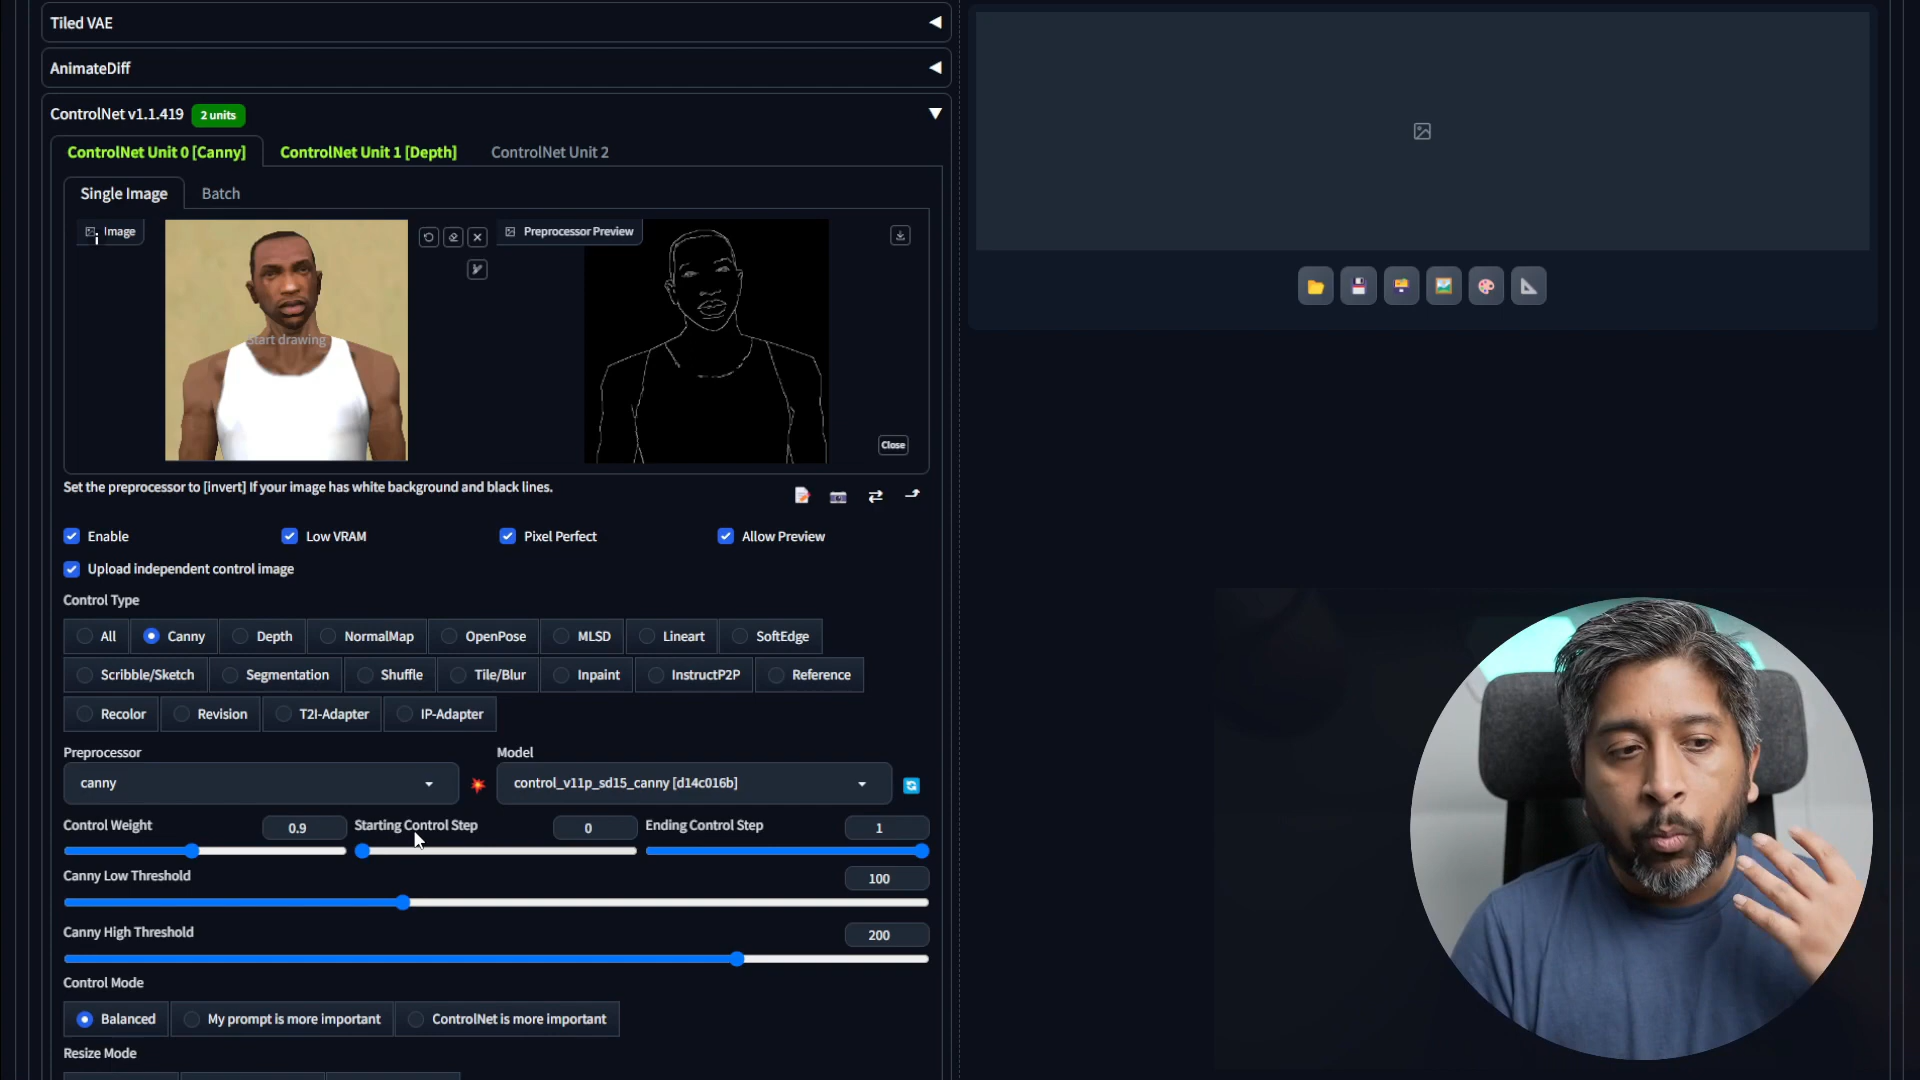 Tiled VAE
AnimateDiff
ControlNet v1.1.419 2 units
ControlNet Unit 0 [Canny] ControlNet Unit 1 [Depth] ControlNet Unit 2
Single Image Batch
Image Preprocessor Preview
Start drawing
Close
Set the preprocessor to [invert] If your image has white background and black lines.
Enable Low VRAM Pixel Perfect Allow Preview
Upload independent control image
Control Type
All Canny Depth NormalMap OpenPose MLSD Lineart SoftEdge
Scribble/Sketch Segmentation Shuffle Tile/Blur Inpaint InstructP2P Reference
Recolor Revision T2I-Adapter IP-Adapter
Preprocessor Model
canny control_v11p_sd15_canny [d14c016b]
Control Weight 0.9 Starting Control Step 0 Ending Control Step 1
Canny Low Threshold 100
Canny High Threshold 200
Control Mode
Balanced My prompt is more important ControlNet is more important
Resize Mode